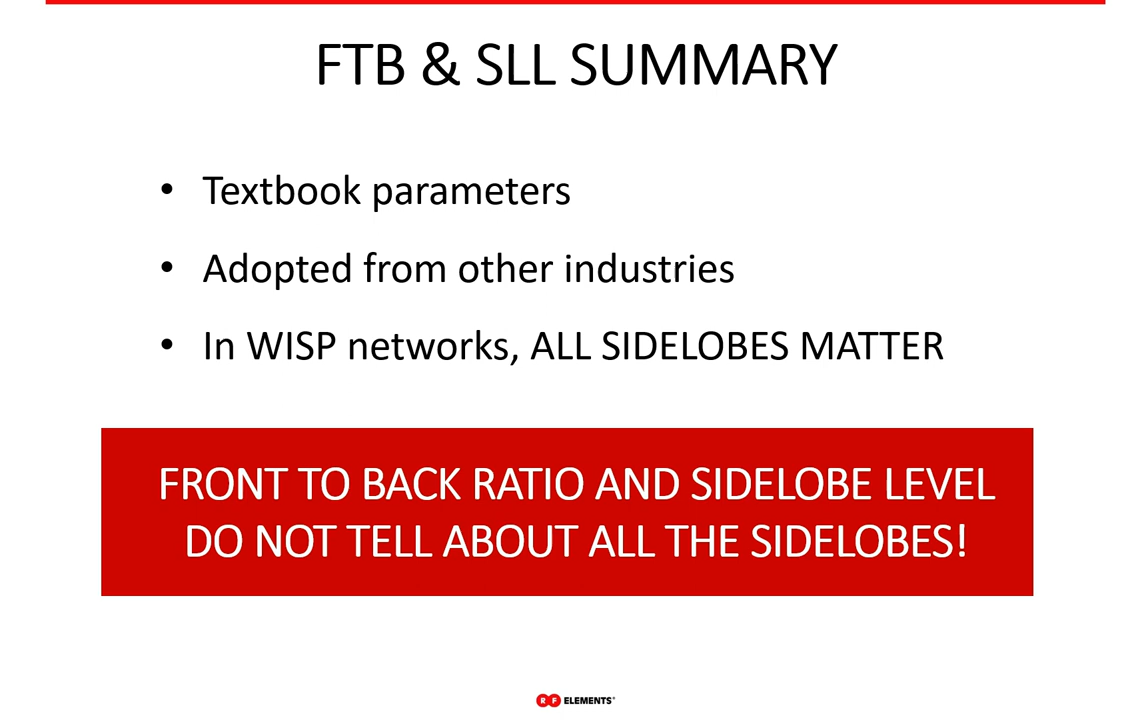 FTB & SLL SUMMARY
• Textbook parameters
• Adopted from other industries
• In WISP networks, ALL SIDELOBES MATTER
FRONT TO BACK RATIO AND SIDELOBE LEVEL
DO NOT TELL ABOUT ALL THE SIDELOBES!
RF ELEMENTS